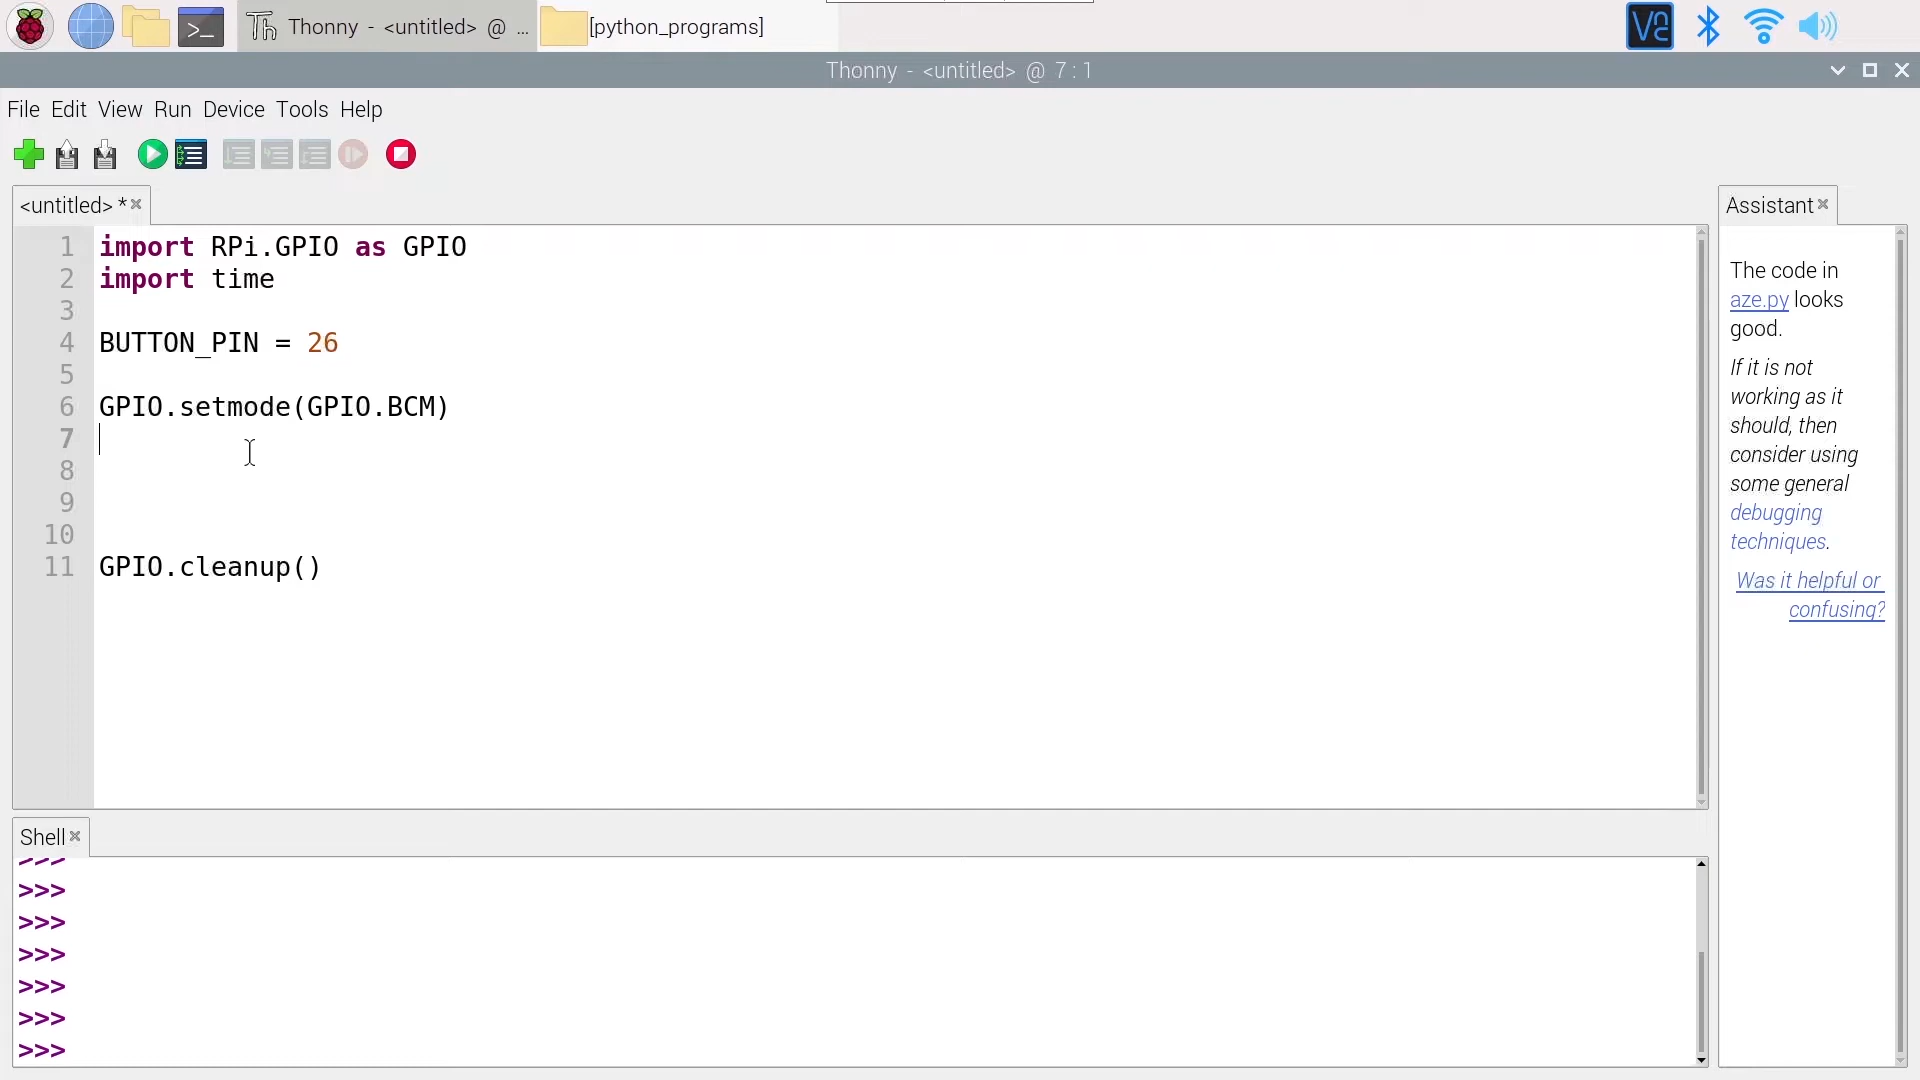 Thonny - <untitled> @ ...
[python_programs]
Thonny - <untitled> @ 7 : 1
File Edit View Run Device Tools Help
<untitled> *
1 import RPi.GPIO as GPIO
2 import time
3
4 BUTTON_PIN = 26
5
6 GPIO.setmode(GPIO.BCM)
7
8
9
10
11 GPIO.cleanup()
Assistant
The code in
aze.py looks
good.
If it is not
working as it
should, then
consider using
some general
debugging
techniques.
Was it helpful or
confusing?
Shell
>>>
>>>
>>>
>>>
>>>
>>>
>>>